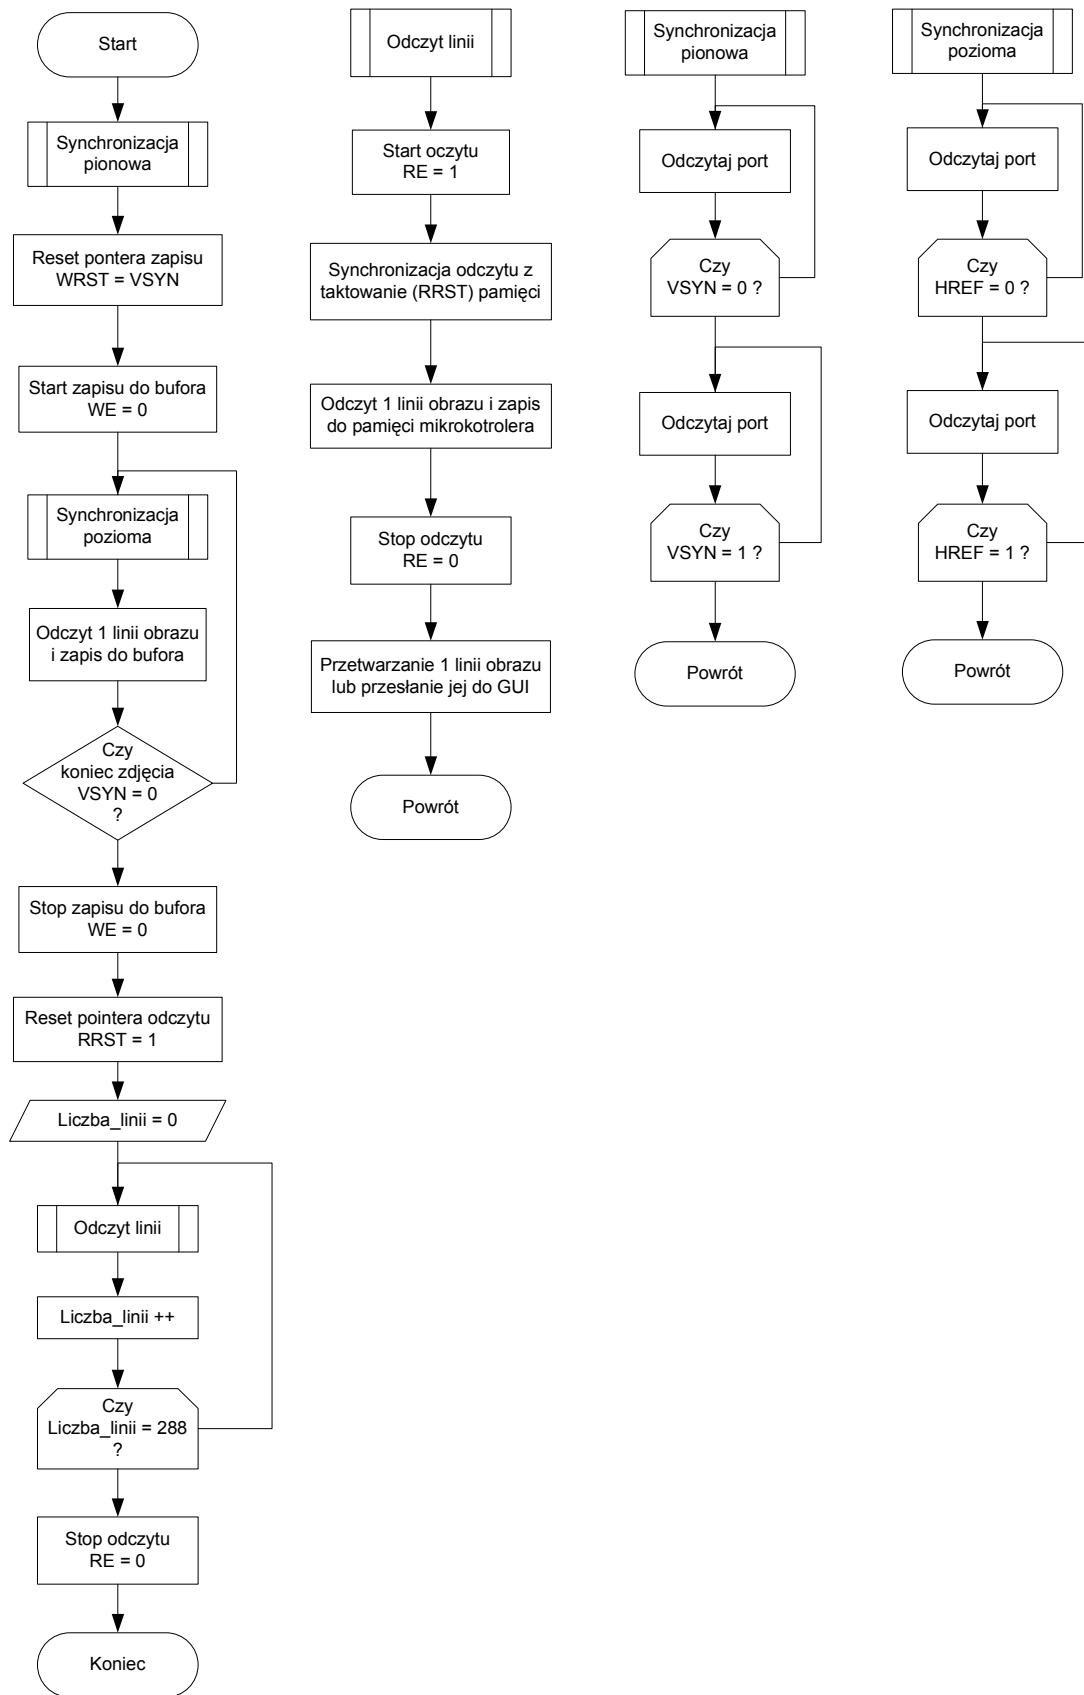 Start
Synchronizacja
pionowa
Reset pontera zapisu
WRST = VSYN
Start zapisu do bufora
WE = 0
Synchronizacja
pozioma
Odczyt 1 linii obrazu
i zapis do bufora
Czy
koniec zdjęcia
VSYN = 0
?
Stop zapisu do bufora
WE = 0
Reset pointera odczytu
RRST = 1
Liczba_linii = 0
Odczyt linii
Liczba_linii ++
Czy
Liczba_linii = 288
?
Stop odczytu
RE = 0
Koniec
Odczyt linii
Start oczytu
RE = 1
Synchronizacja odczytu z
taktowanie (RRST) pamięci
Odczyt 1 linii obrazu i zapis
do pamięci mikrokotrolera
Stop odczytu
RE = 0
Przetwarzanie 1 linii obrazu
lub przesłanie jej do GUI
Powrót
Synchronizacja
pionowa
Odczytaj port
Czy
VSYN = 0 ?
Odczytaj port
Czy
VSYN = 1 ?
Powrót
Synchronizacja
pozioma
Odczytaj port
Czy
HREF = 0 ?
Odczytaj port
Czy
HREF = 1 ?
Powrót